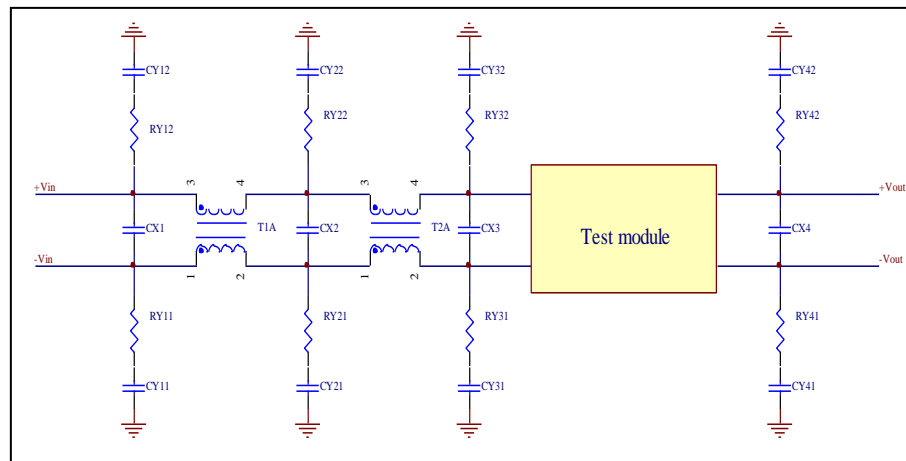 CY12 CY22 CY32 CY42
RY12 RY22 RY32 RY42
+Vin 3 4 3 4 +Vout
CX1 T1A CX2 T2A CX3 Test module CX4
-Vin 1 2 1 2 -Vout
RY11 RY21 RY31 RY41
CY11 CY21 CY31 CY41